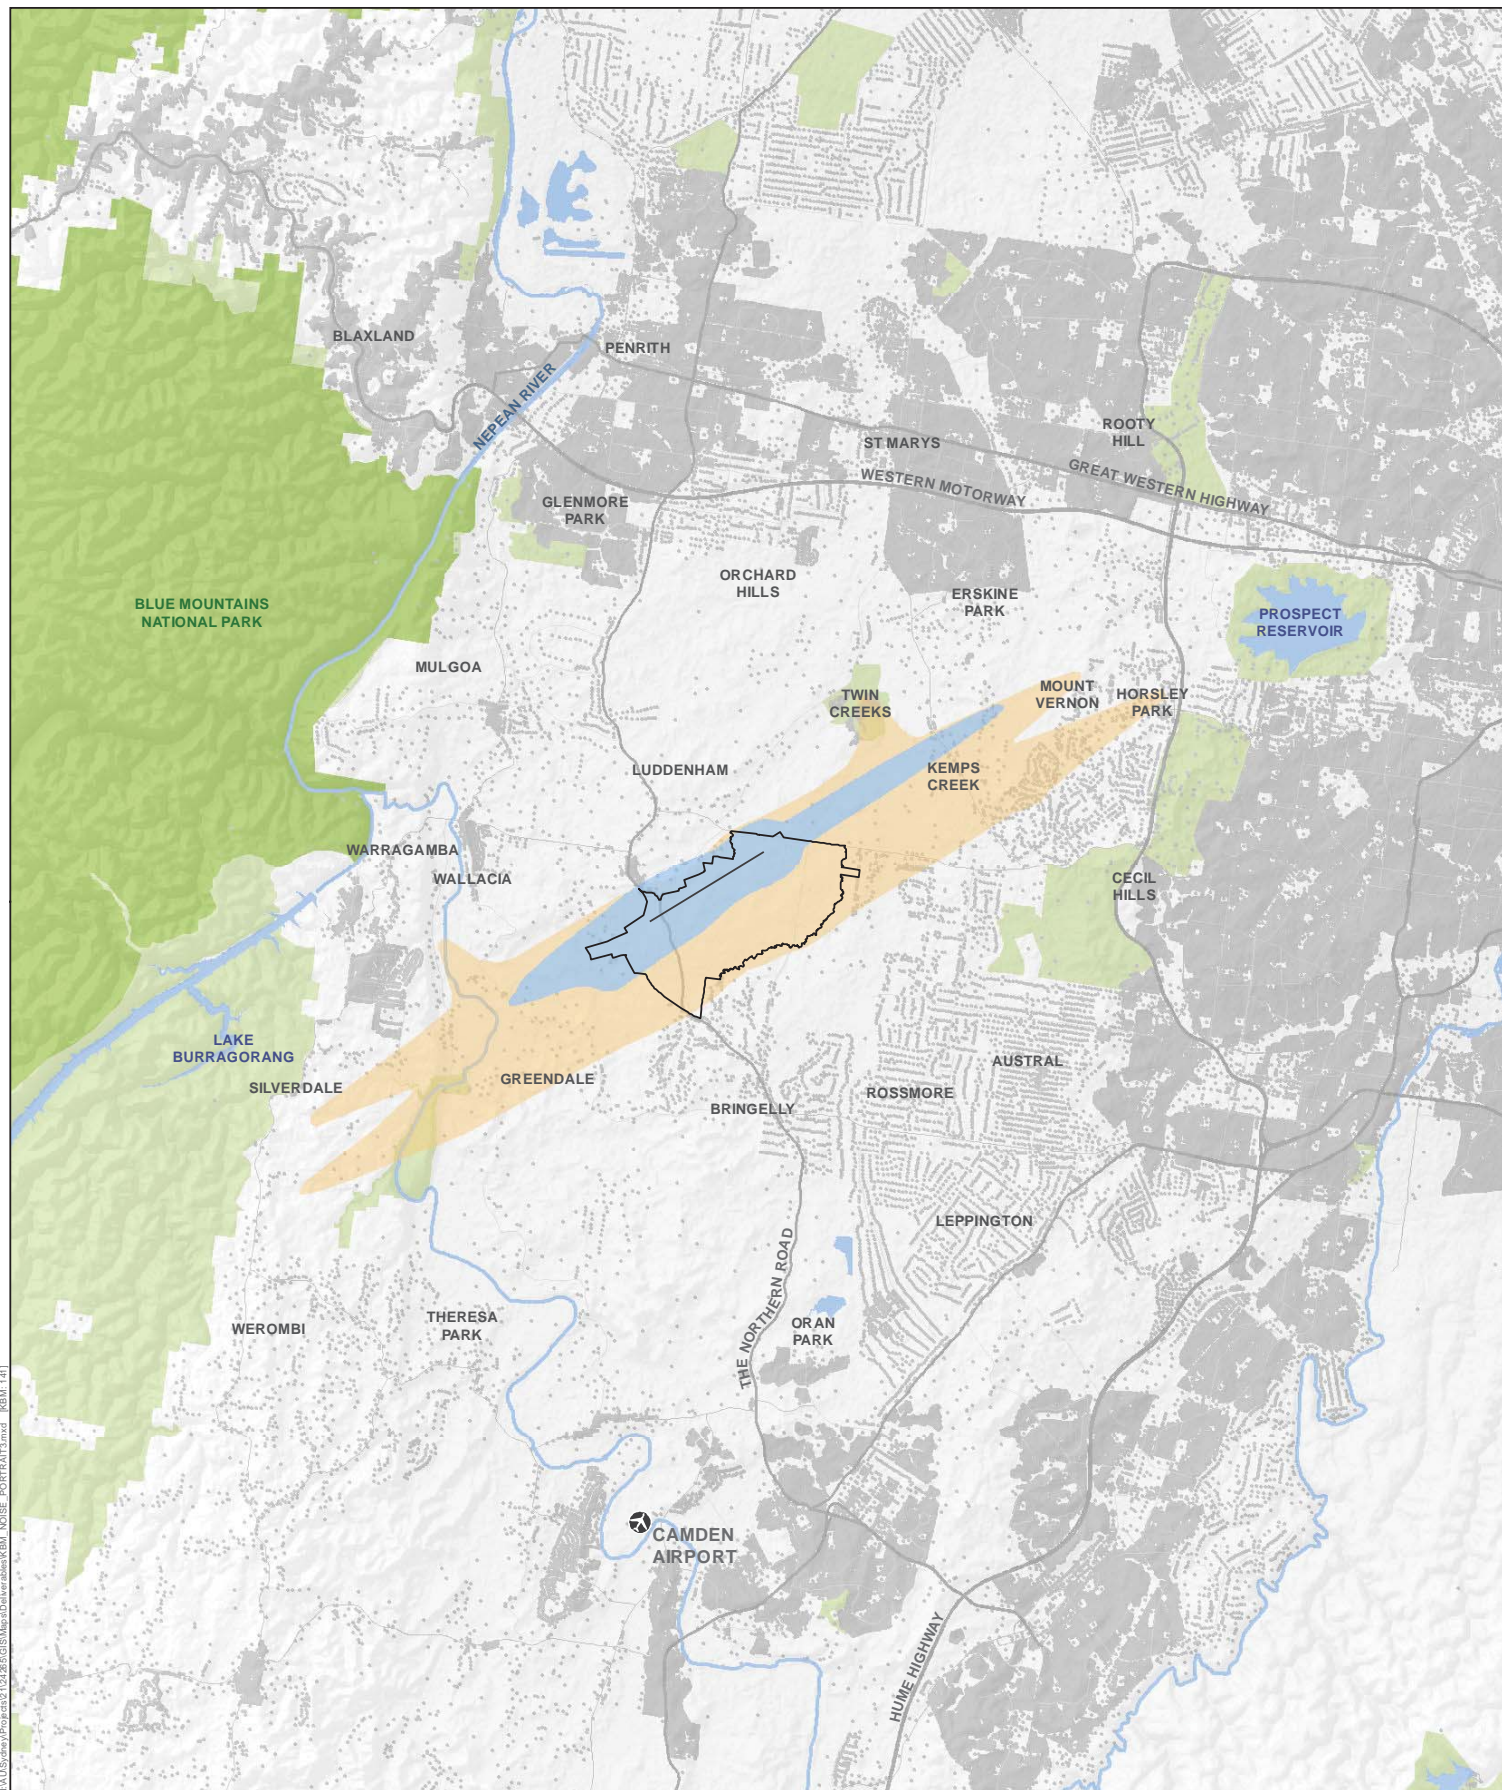 BLAXLAND
PENRITH
NEPEAN RIVER
ROOTY
HILL
ST MARYS
GREAT WESTERN HIGHWAY
WESTERN MOTORWAY
GLENMORE
PARK
ORCHARD
HILLS
ERSKINE
PARK
BLUE MOUNTAINS
NATIONAL PARK
PROSPECT
RESERVOIR
MULGOA
TWIN
CREEKS
MOUNT
VERNON
HORSLEY
PARK
LUDDENHAM
KEMPS
CREEK
WARRAGAMBA
WALLACIA
CECIL
HILLS
LAKE
BURRAGORANG
SILVERDALE
GREENDALE
AUSTRAL
ROSSMORE
BRINGELLY
LEPPINGTON
THE NORTHERN ROAD
WEROMBI
THERESA
PARK
ORAN
PARK
CAMDEN
AIRPORT
HUME HIGHWAY